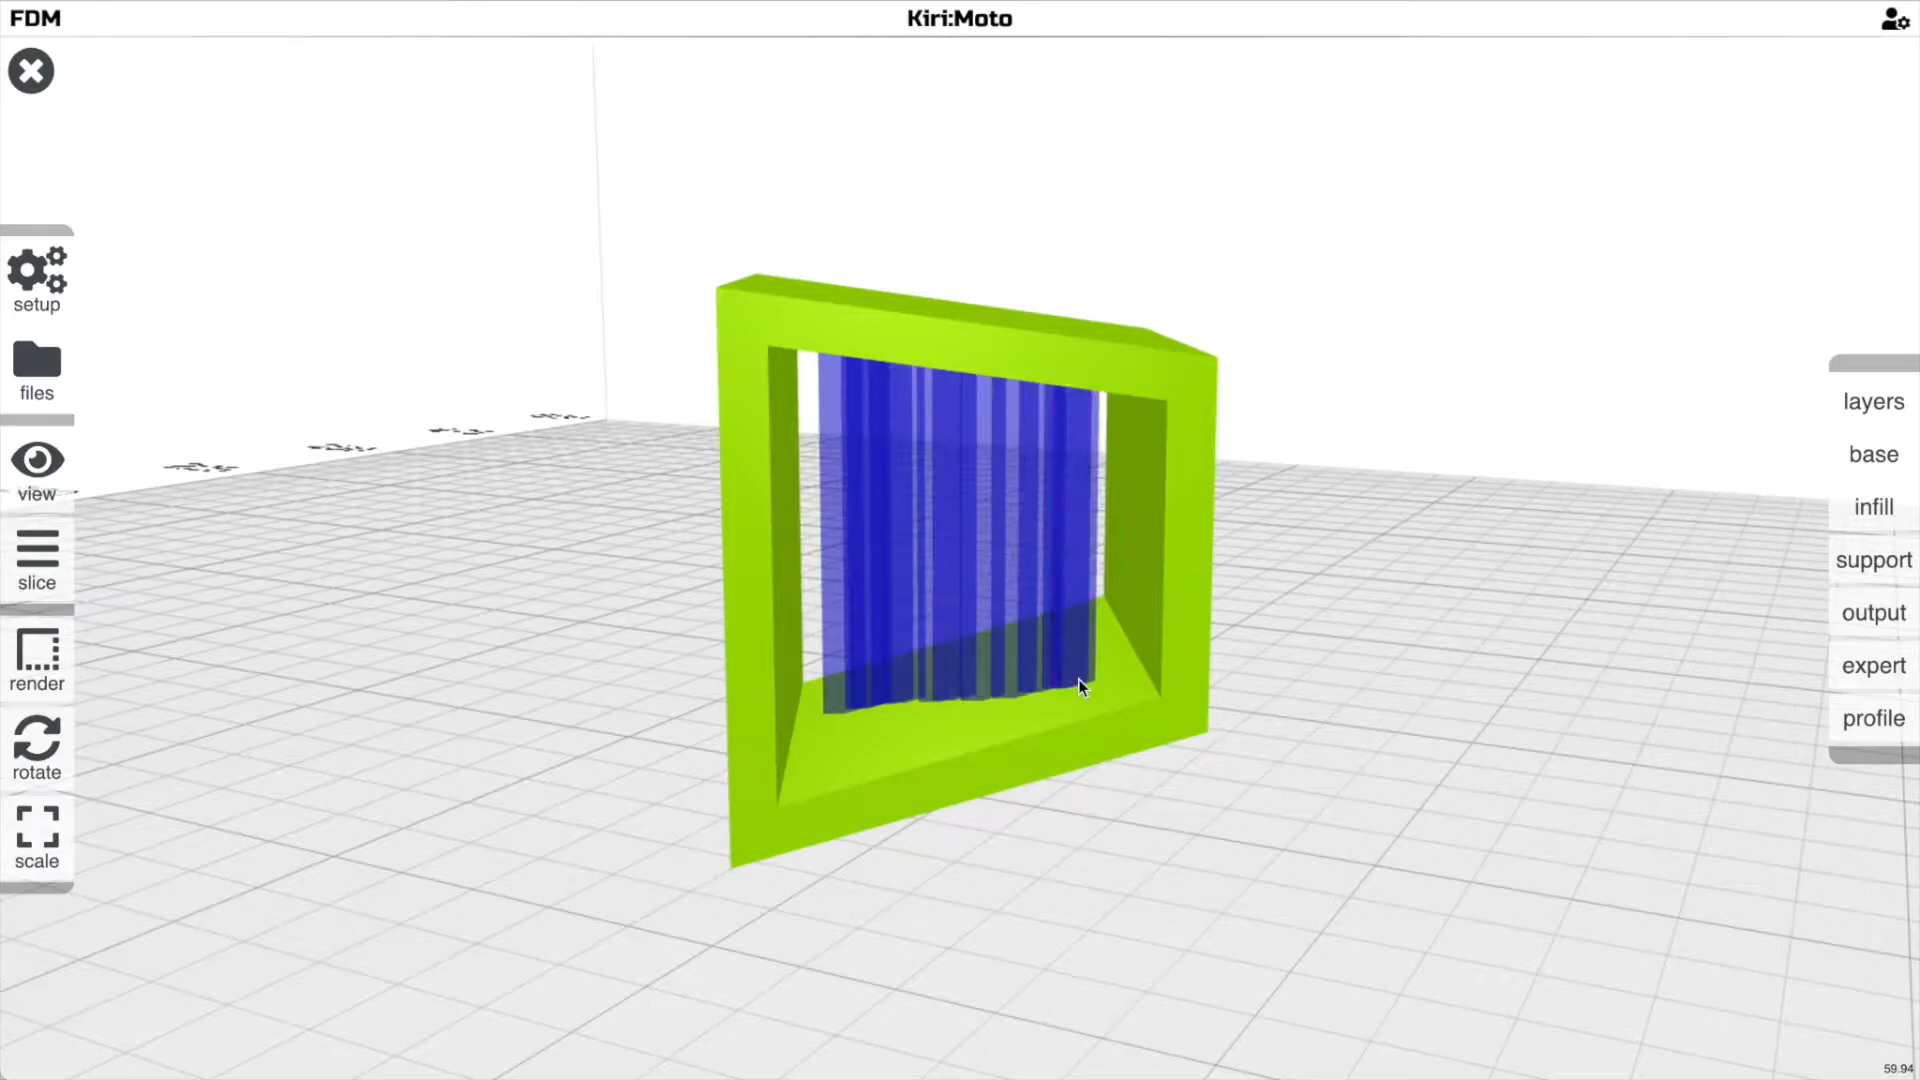 FDM
Kiri:Moto
setup
files
view
slice
render
rotate
scale
layers
base
infill
support
output
expert
profile
59.94